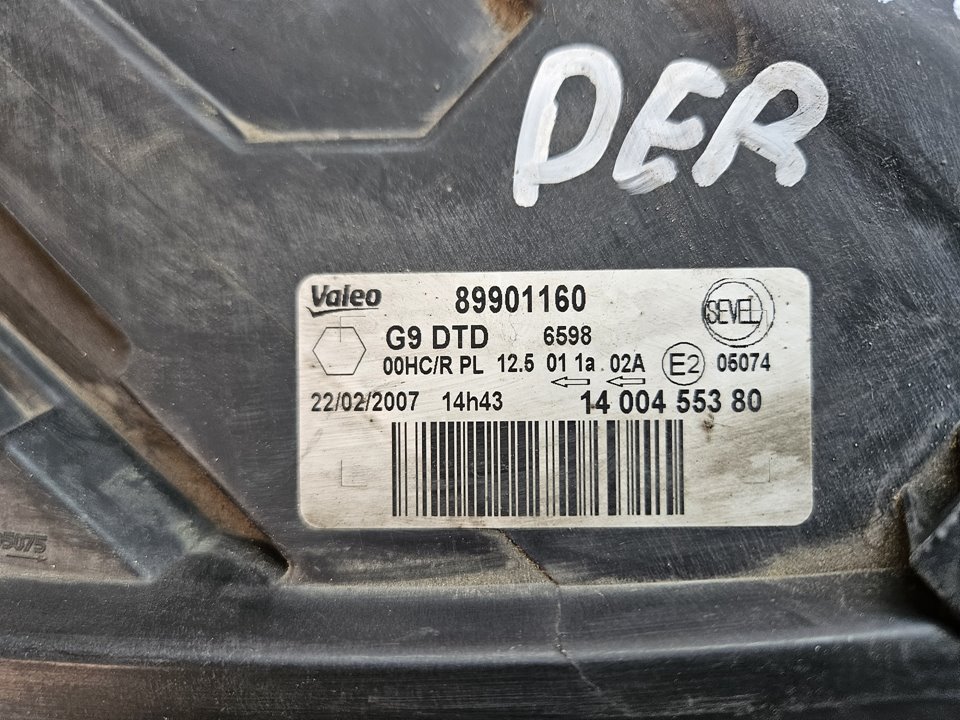 DER
Valeo 89901160 SEVEL
G9 DTD 6598
00HC/R PL 12.5 01 1a 02A E2 05074
22/02/2007 14h43 14 004 553 80
5075